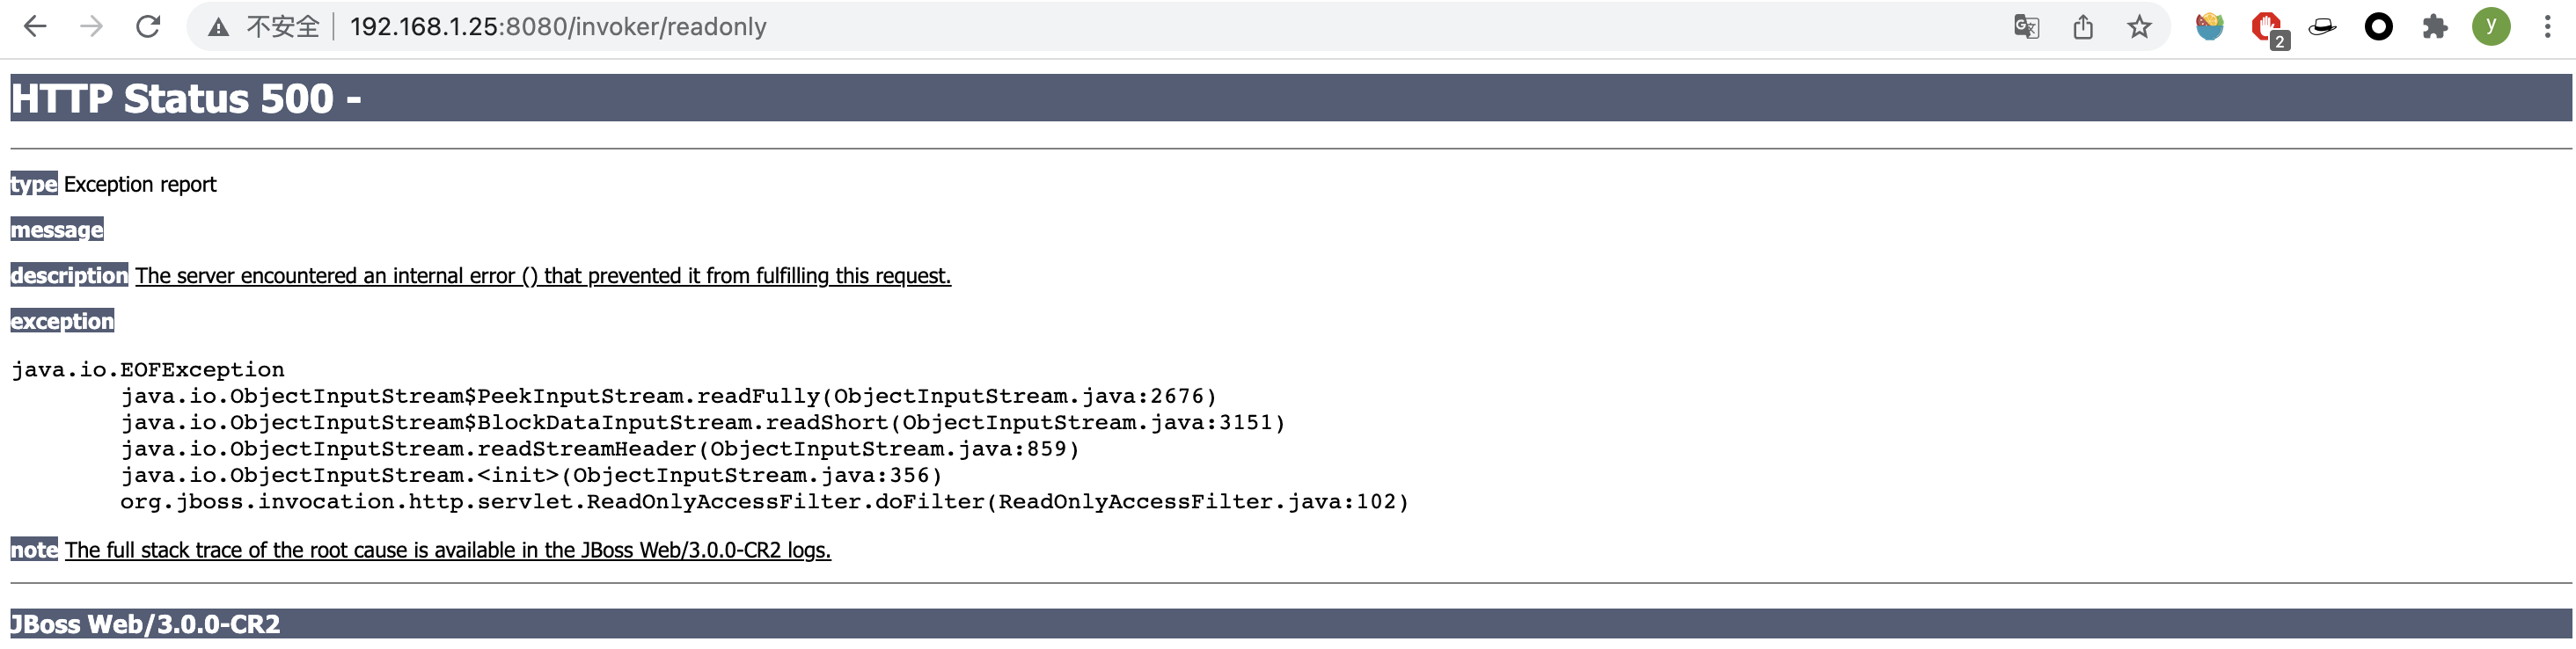 不安全 192.168.1.25:8080/invoker/readonly
2
y
HTTP Status 500 -
type Exception report
message
description The server encountered an internal error () that prevented it from fulfilling this request.
exception
java.io.EOFException
java.io.ObjectInputStream$PeekInputStream.readFully(ObjectInputStream.java:2676)
java.io.ObjectInputStream$BlockDataInputStream.readShort(ObjectInputStream.java:3151)
java.io.ObjectInputStream.readStreamHeader(ObjectInputStream.java:859)
java.io.ObjectInputStream.<init>(ObjectInputStream.java:356)
org.jboss.invocation.http.servlet.ReadOnlyAccessFilter.doFilter(ReadOnlyAccessFilter.java:102)
note The full stack trace of the root cause is available in the JBoss Web/3.0.0-CR2 logs.
JBoss Web/3.0.0-CR2